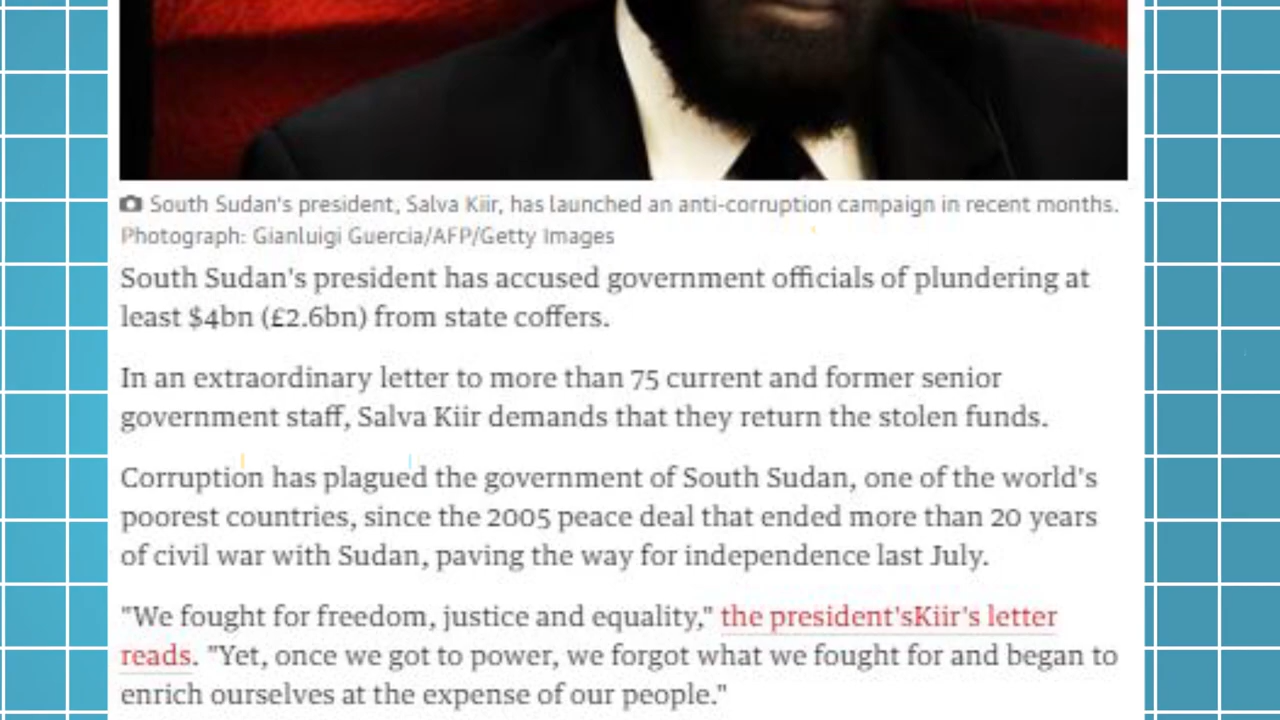 South Sudan's president, Salva Kiir, has launched an anti-corruption campaign in recent months.
Photograph: Gianluigi Guercia/AFP/Getty Images
South Sudan's president has accused government officials of plundering at
least $4bn (£2.6bn) from state coffers.
In an extraordinary letter to more than 75 current and former senior
government staff, Salva Kiir demands that they return the stolen funds.
Corruption has plagued the government of South Sudan, one of the world's
poorest countries, since the 2005 peace deal that ended more than 20 years
of civil war with Sudan, paving the way for independence last July.
"We fought for freedom, justice and equality," the president'sKiir's letter
reads. "Yet, once we got to power, we forgot what we fought for and began to
enrich ourselves at the expense of our people."